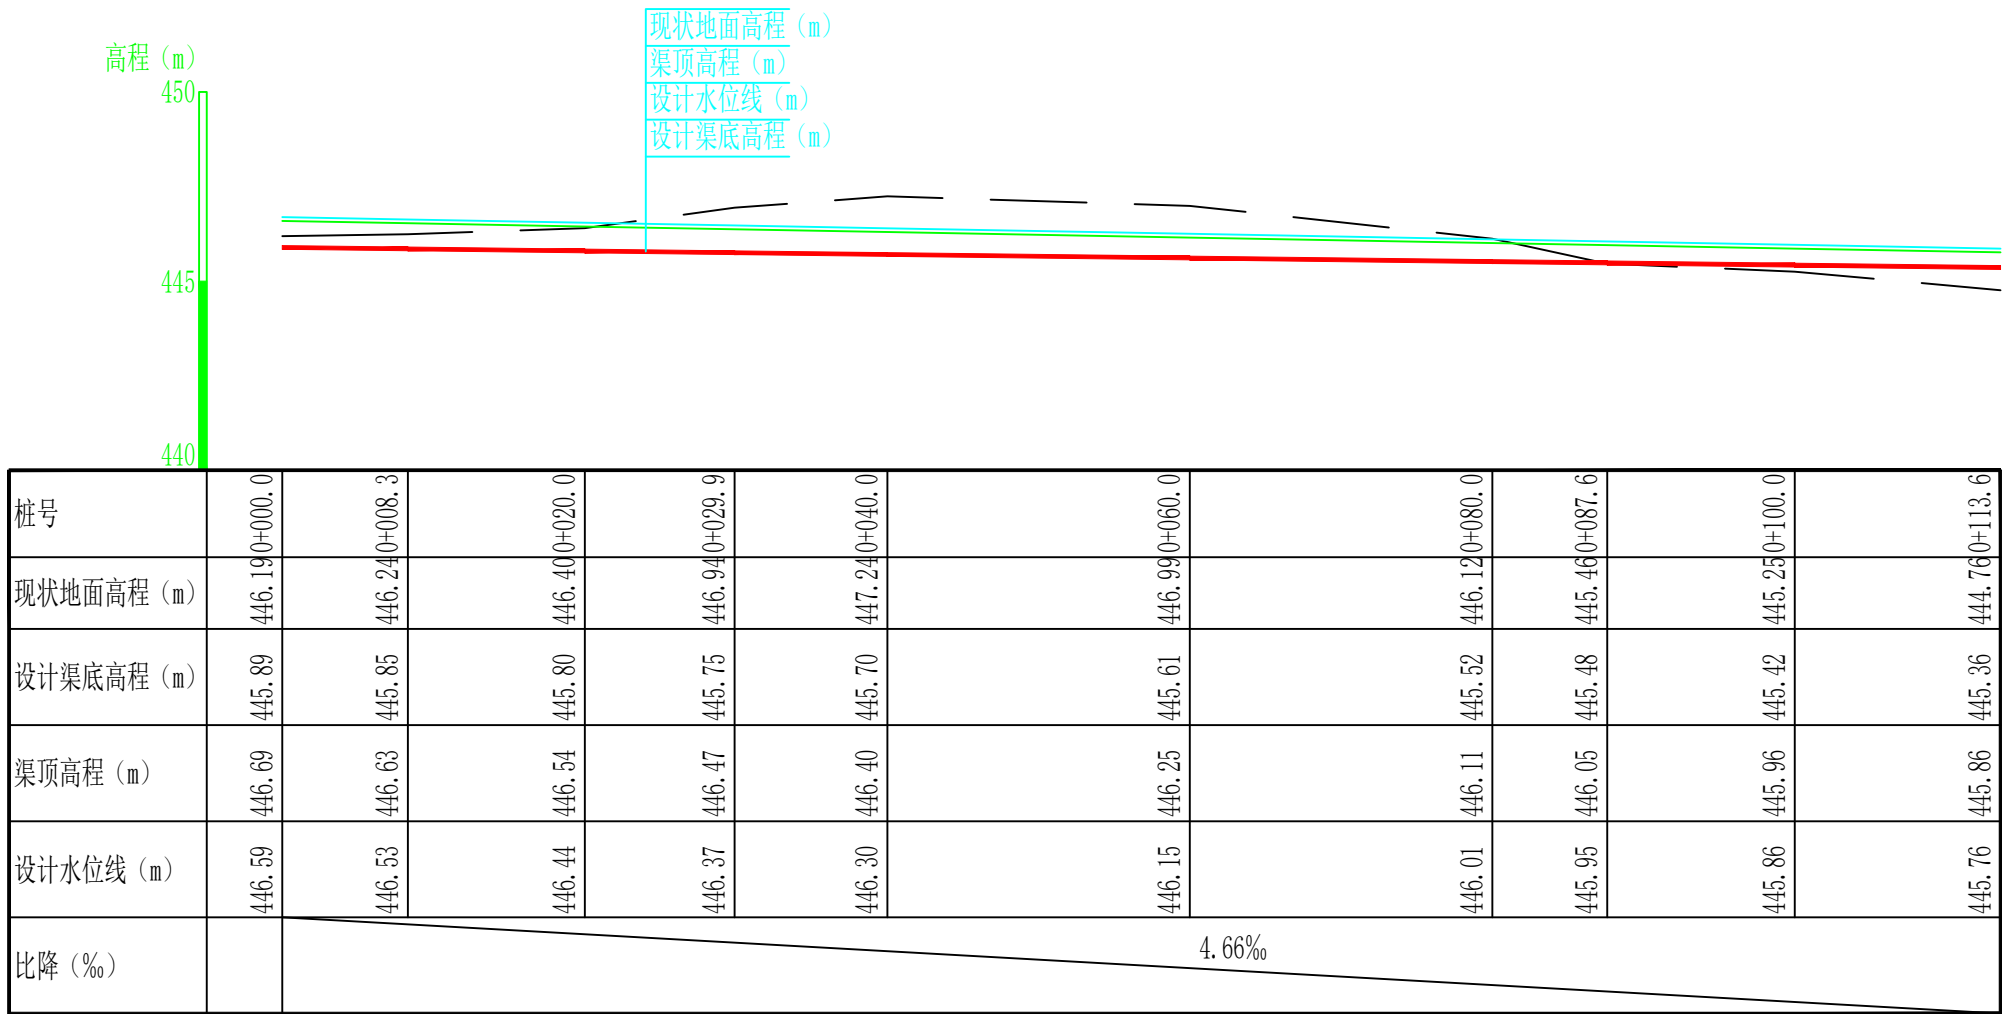 现状地面高程（m）
渠顶高程（m）
设计水位线（m）
设计渠底高程（m）
高程（m）
450
445
440
桩号 0+000.0 0+008.3 0+020.0 0+029.9 0+040.0 0+060.0 0+080.0 0+087.6 0+100.0 0+113.6
现状地面高程（m） 446.19 446.24 446.40 446.94 447.24 446.99 446.12 445.46 445.25 444.76
设计渠底高程（m） 445.89 445.85 445.80 445.75 445.70 445.61 445.52 445.48 445.42 445.36
渠顶高程（m） 446.69 446.63 446.54 446.47 446.40 446.25 446.11 446.05 445.96 445.86
设计水位线（m） 446.59 446.53 446.44 446.37 446.30 446.15 446.01 445.95 445.86 445.76
比降（‰） 4.66‰